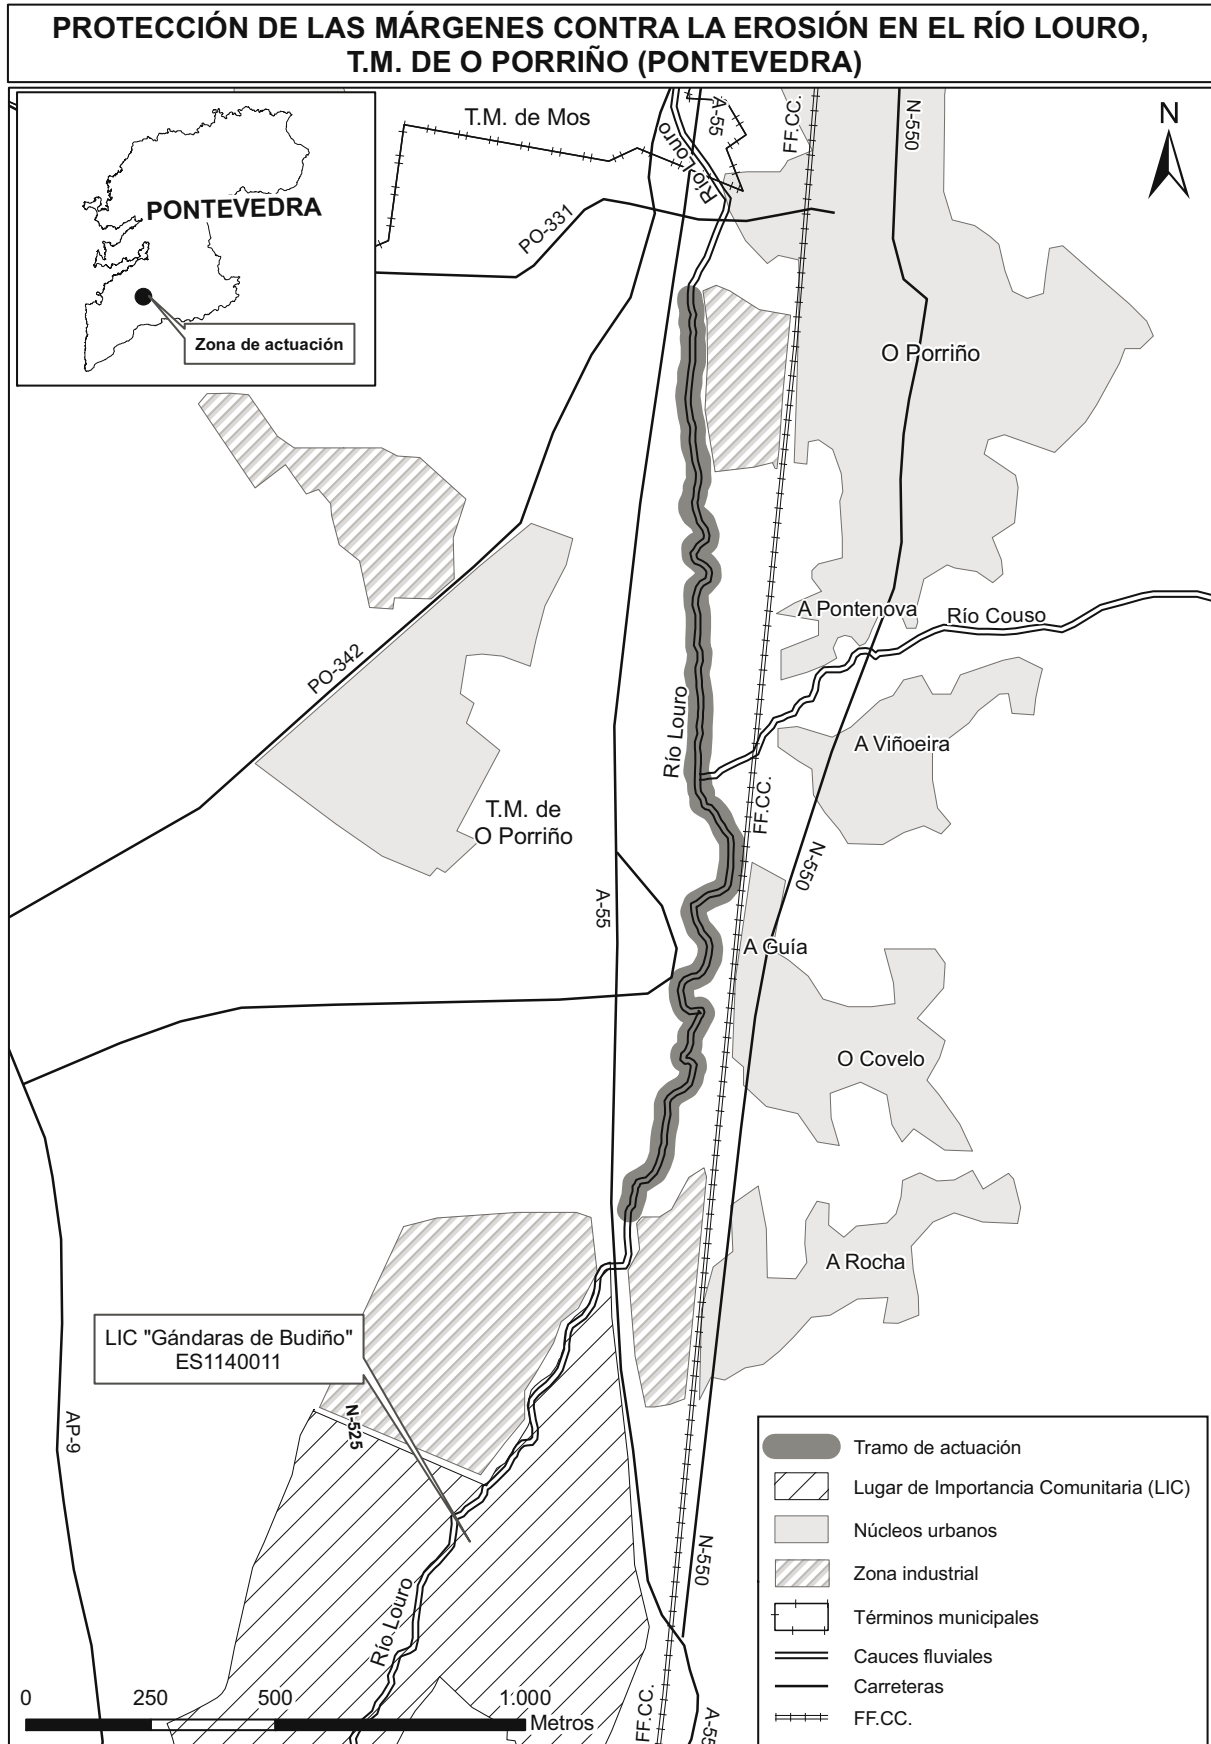 PROTECCIÓN DE LAS MÁRGENES CONTRA LA EROSIÓN EN EL RÍO LOURO,
T.M. DE O PORRIÑO (PONTEVEDRA)
PONTEVEDRA
Zona de actuación
T.M. de Mos
Río Louro
A-55
FF.CC.
N-550
N
PO-331
O Porriño
A Pontenova
Río Couso
PO-342
Río Louro
A Viñoeira
FF.CC.
T.M. de
O Porriño
N-550
A-55
A Guía
O Covelo
A Rocha
LIC "Gándaras de Budiño"
ES1140011
N-525
AP-9
Río Louro
N-550
FF.CC.
A-55
0 250 500 1.000
Metros
Tramo de actuación
Lugar de Importancia Comunitaria (LIC)
Núcleos urbanos
Zona industrial
Términos municipales
Cauces fluviales
Carreteras
FF.CC.